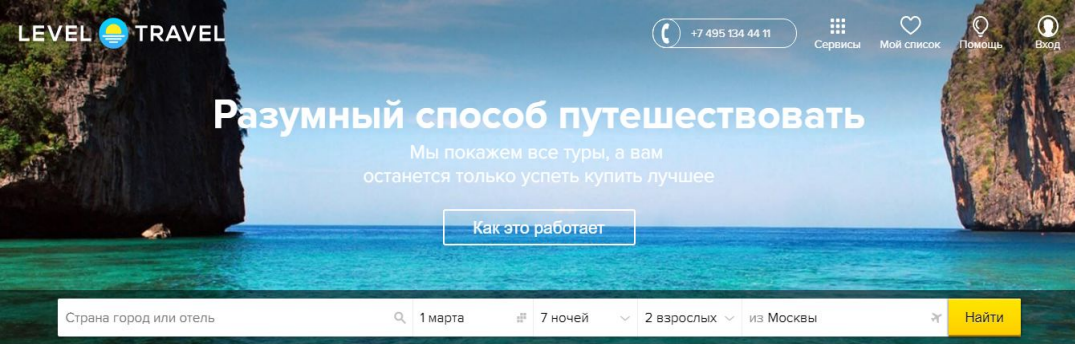 LEVEL TRAVEL
+7 495 134 44 11
Сервисы
Мой список
Помощь
Вход
Разумный способ путешествовать
Мы покажем все туры, а вам
останется только успеть купить лучшее
Как это работает
Страна город или отель
1 марта
7 ночей
2 взрослых
из Москвы
Найти